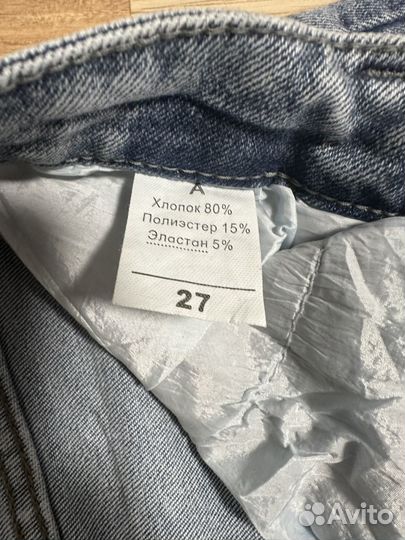 A
Хлопок 80%
Полиэстер 15%
Эластан 5%
27
Avito